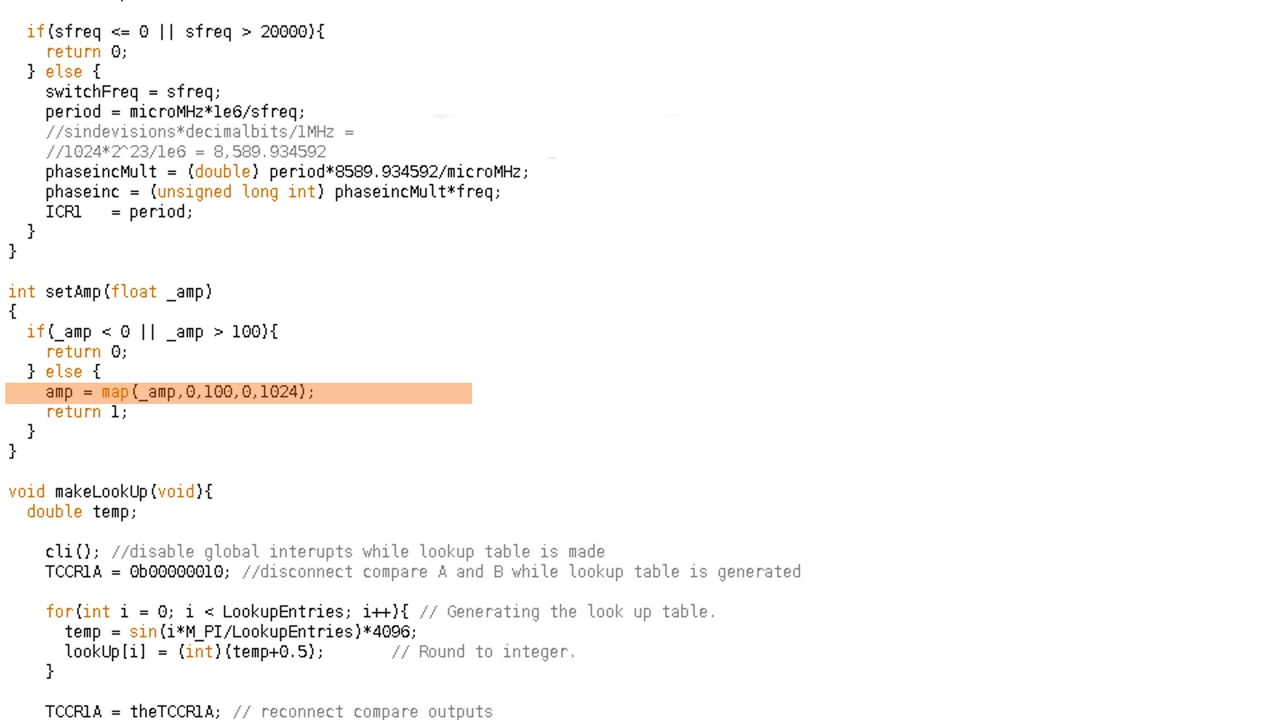 if(sfreq <= 0 || sfreq > 20000){
return 0;
} else {
switchFreq = sfreq;
period = microMHz*1e6/sfreq;
//sindevisions*decimalbits/1MHz =
//1024*2^23/1e6 = 8,589.934592
phaseincMult = (double) period*8589.934592/microMHz;
phaseinc = (unsigned long int) phaseincMult*freq;
ICR1   = period;
}
}
int setAmp(float _amp)
{
if(_amp < 0 || _amp > 100){
return 0;
} else {
amp = map(_amp,0,100,0,1024);
return 1;
}
}
void makeLookUp(void){
double temp;
cli(); //disable global interupts while lookup table is made
TCCR1A = 0b00000010; //disconnect compare A and B while lookup table is generated
for(int i = 0; i < LookupEntries; i++){ // Generating the look up table.
temp = sin(i*M_PI/LookupEntries)*4096;
lookUp[i] = (int)(temp+0.5);       // Round to integer.
}
TCCR1A = theTCCR1A; // reconnect compare outputs